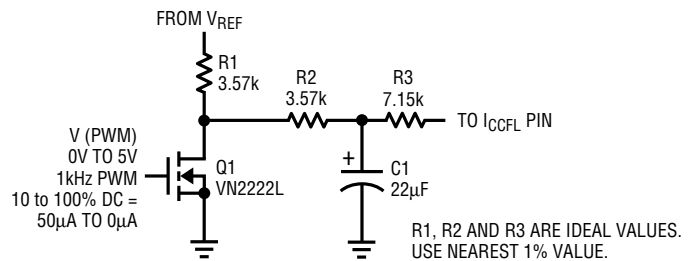 FROM VREF
R1
3.57k
R2
3.57k
R3
7.15k
TO ICCFL PIN
V (PWM)
0V TO 5V
1kHz PWM
10 to 100% DC =
50µA TO 0µA
Q1
VN2222L
+
C1
22µF
R1, R2 AND R3 ARE IDEAL VALUES.
USE NEAREST 1% VALUE.